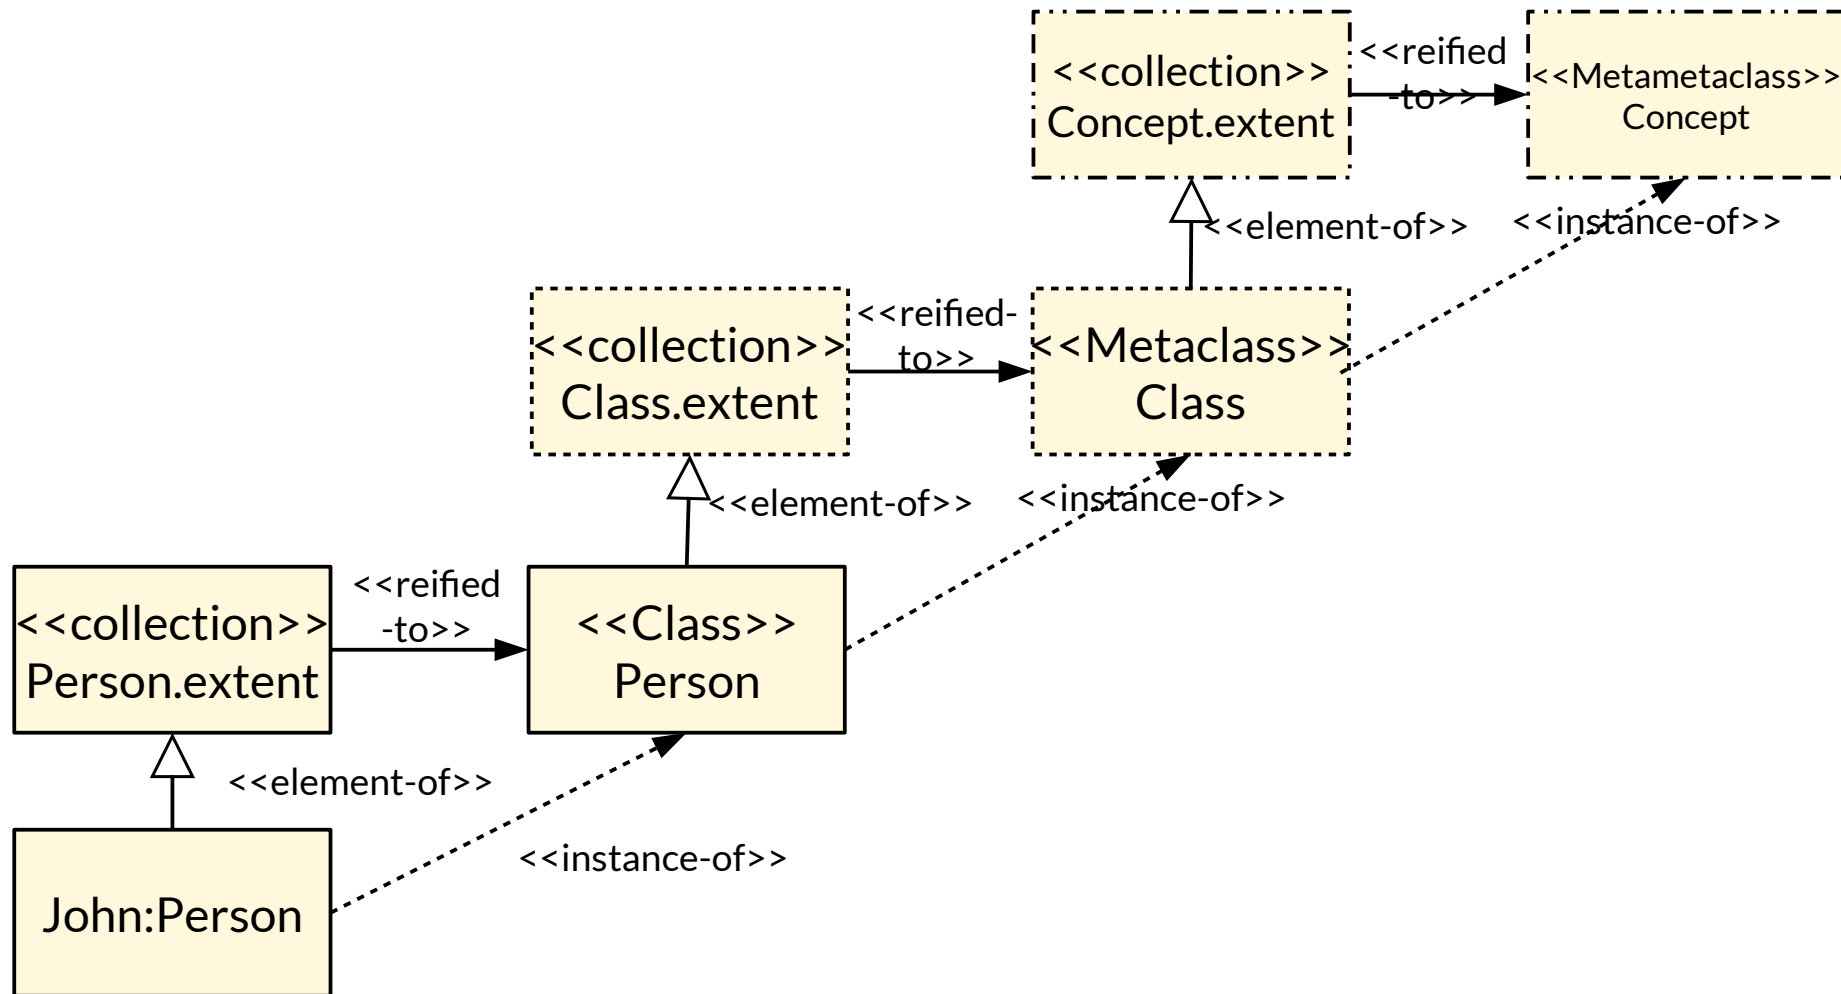 <<collection>>
Concept.extent
<<reified
-to>>
<<Metametaclass>>
Concept
<<element-of>>
<<instance-of>>
<<collection>>
Class.extent
<<reified-
to>>
<<Metaclass>>
Class
<<element-of>>
<<instance-of>>
<<collection>>
Person.extent
<<reified
-to>>
<<Class>>
Person
<<element-of>>
<<instance-of>>
John:Person